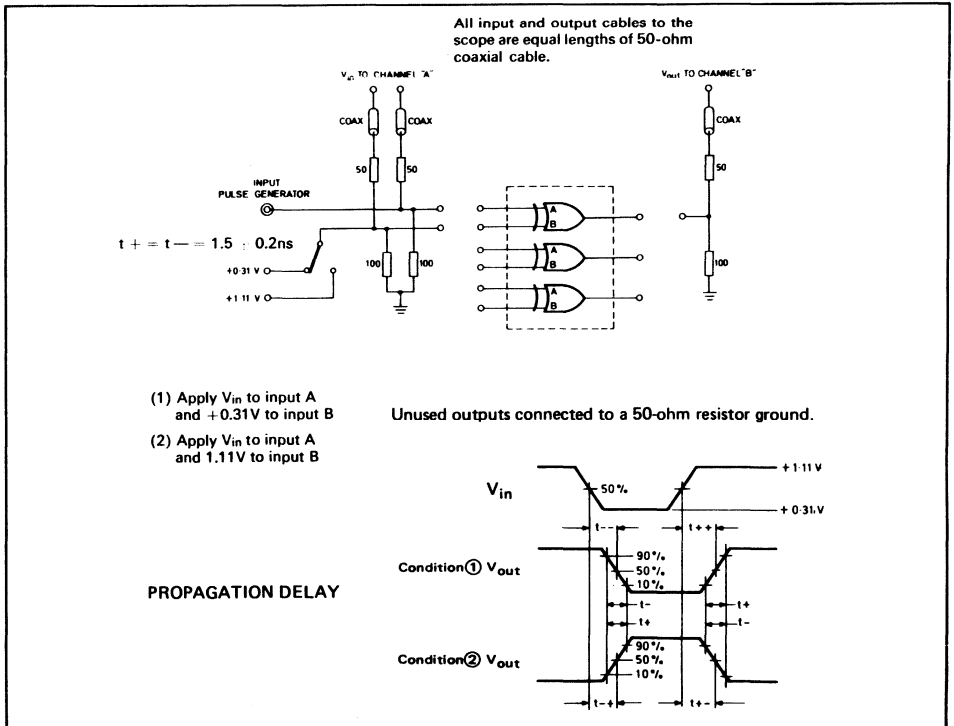 All input and output cables to the
scope are equal lengths of 50-ohm
coaxial cable.
Vin TO CHANNEL "A"
Vout TO CHANNEL "B"
COAX
COAX
COAX
50
50
50
INPUT
PULSE GENERATOR
t + = t — = 1.5 : 0.2ns
+0·31 V
+1·11 V
100
100
100
A
B
A
B
A
B
(1) Apply Vin to input A
and +0.31V to input B
Unused outputs connected to a 50-ohm resistor ground.
(2) Apply Vin to input A
and 1.11V to input B
Vin
50%
+1·11 V
+0·31 V
t--
t++
Condition① Vout
90%
50%
10%
PROPAGATION DELAY
t-
t+
t+
t-
Condition② Vout
90%
50%
10%
t-+
t+-